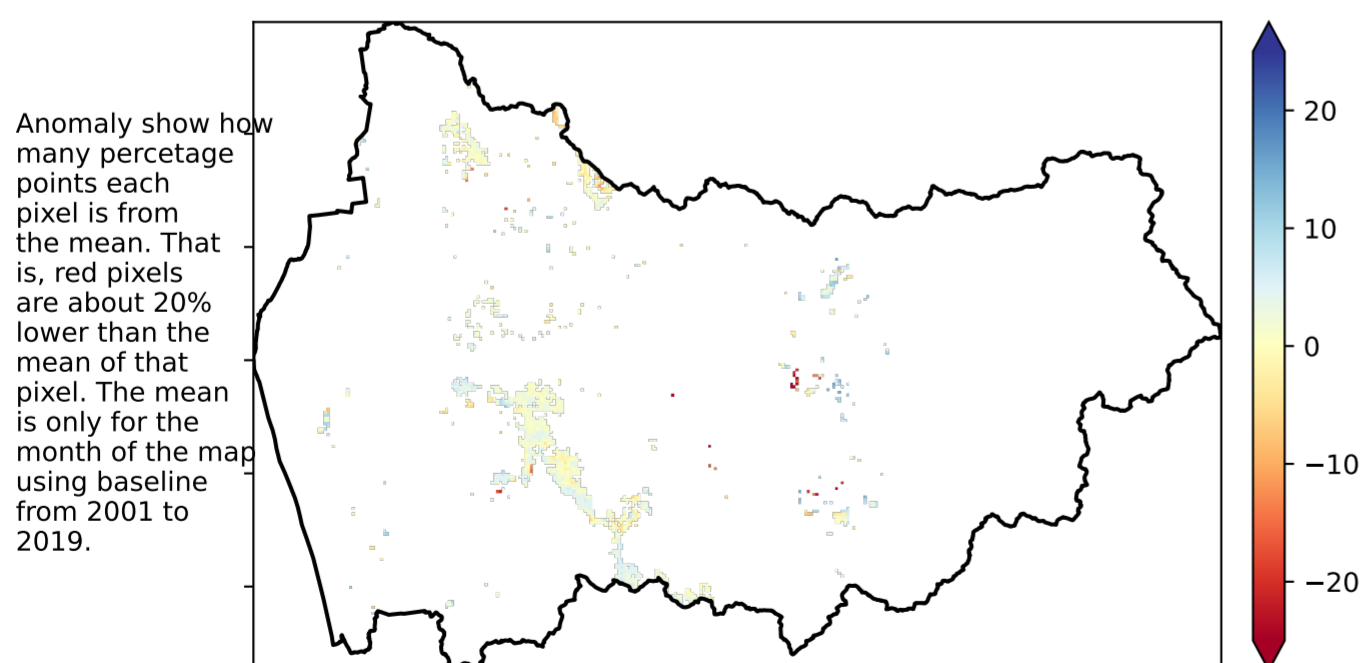 Anomaly show how
many percetage
points each
pixel is from
the mean. That
is, red pixels
are about 20%
lower than the
mean of that
pixel. The mean
is only for the
month of the map
using baseline
from 2001 to
2019.
20
10
0
−10
−20